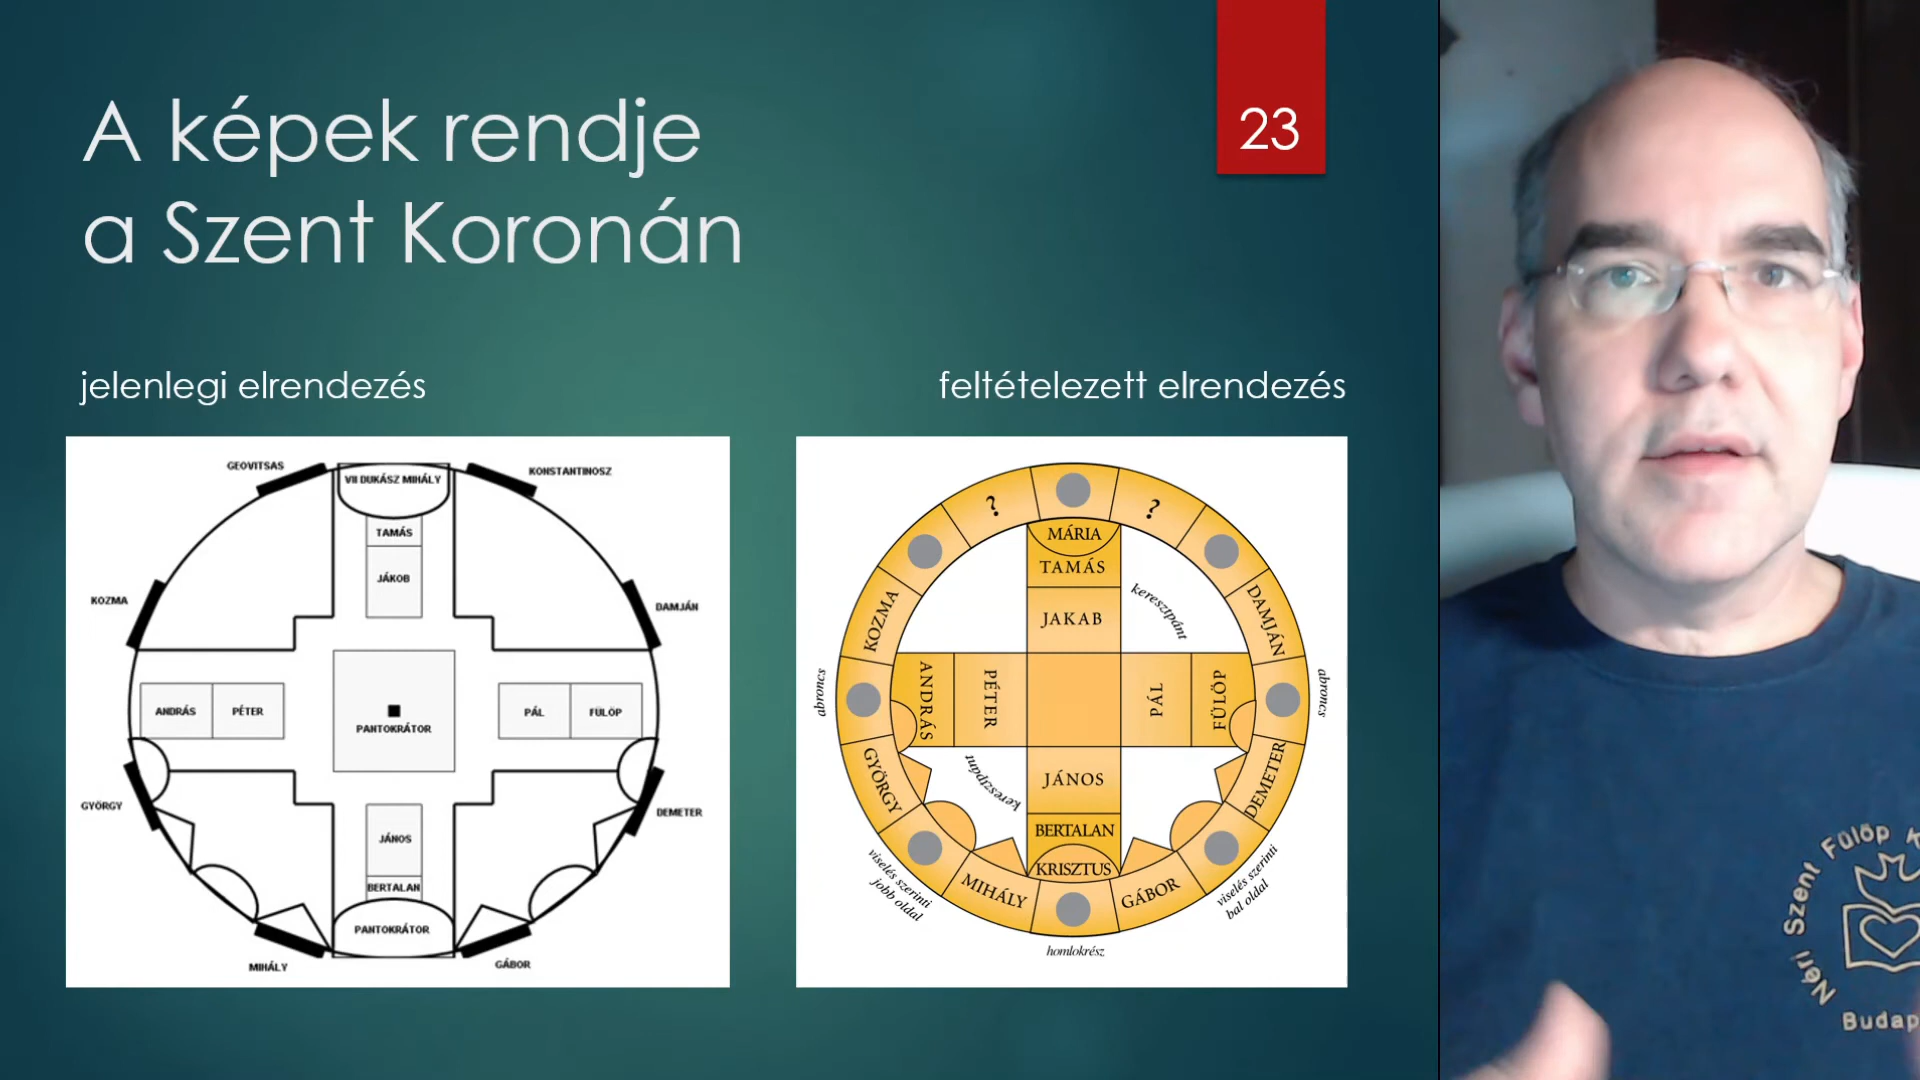 A képek rendje
a Szent Koronán
23
jelenlegi elrendezés
feltételezett elrendezés
GEOVITSAS
VII DUKÁSZ MIHÁLY
KONSTANTINOSZ
TAMÁS
JÁKOB
KOZMA
DAMJÁN
ANDRÁS
PÉTER
PANTOKRÁTOR
PÁL
FÜLÖP
GYÖRGY
DEMETER
JÁNOS
BERTALAN
PANTOKRÁTOR
MIHÁLY
GÁBOR
?
?
MÁRIA
TAMÁS
JAKAB
keresztpánt
KOZMA
DAMJÁN
abroncs
ANDRÁS
PÉTER
PÁL
FÜLÖP
abroncs
GYÖRGY
keresztpánt
JÁNOS
DEMETER
BERTALAN
KRISZTUS
MIHÁLY
GÁBOR
viselés szerinti
jobb oldal
viselés szerinti
bal oldal
homlokrész
Néri Szent Fülöp K
Budap